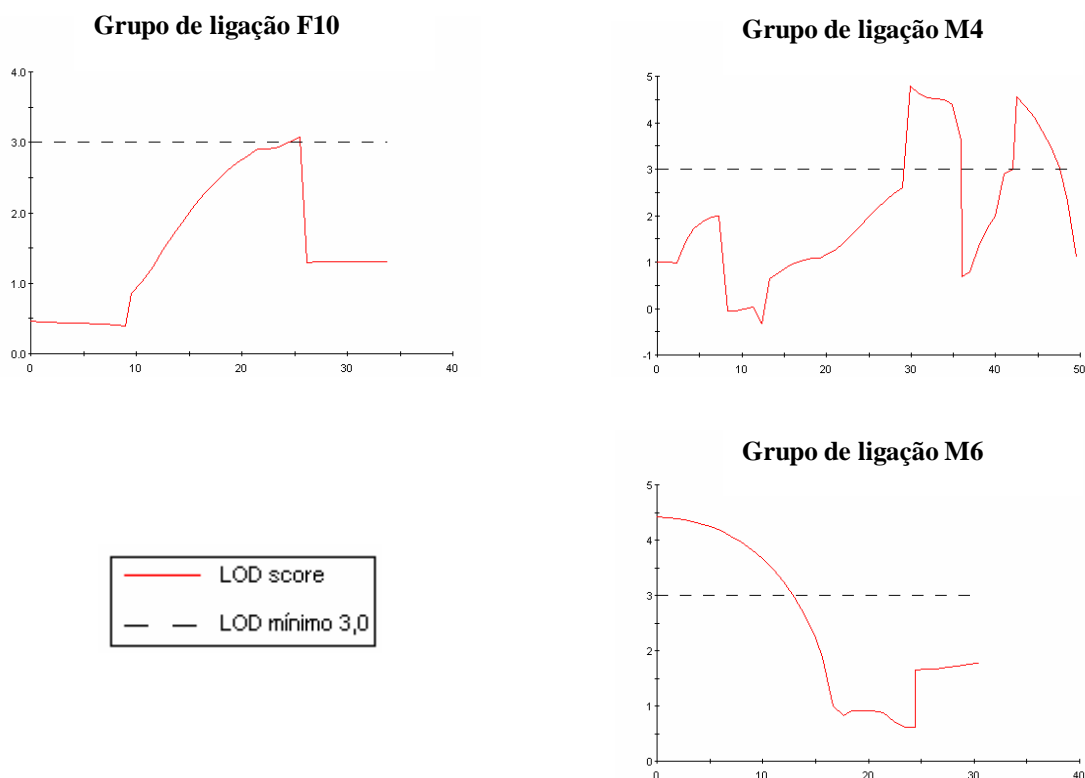 Grupo de ligação F10
4.0
3.0
2.0
1.0
0.0
0 10 20 30 40
Grupo de ligação M4
5
4
3
2
1
0
-1
0 10 20 30 40 50
Grupo de ligação M6
5
4
3
2
1
0
0 10 20 30 40
LOD score
LOD mínimo 3,0